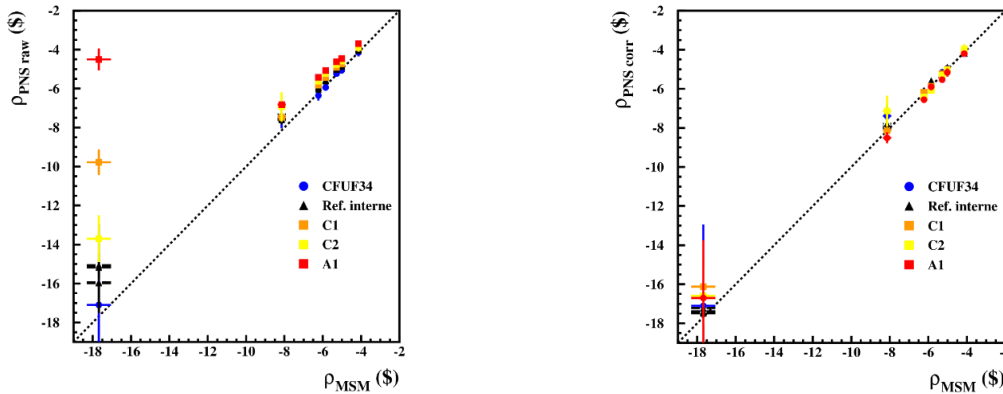 ρPNS raw ($)
-2
-4
-6
-8
-10
-12
-14
-16
-18
CFUF34
Ref. interne
C1
C2
A1
-18 -16 -14 -12 -10 -8 -6 -4 -2
ρMSM ($)
ρPNS corr ($)
-2
-4
-6
-8
-10
-12
-14
-16
-18
CFUF34
Ref. interne
C1
C2
A1
-18 -16 -14 -12 -10 -8 -6 -4 -2
ρMSM ($)